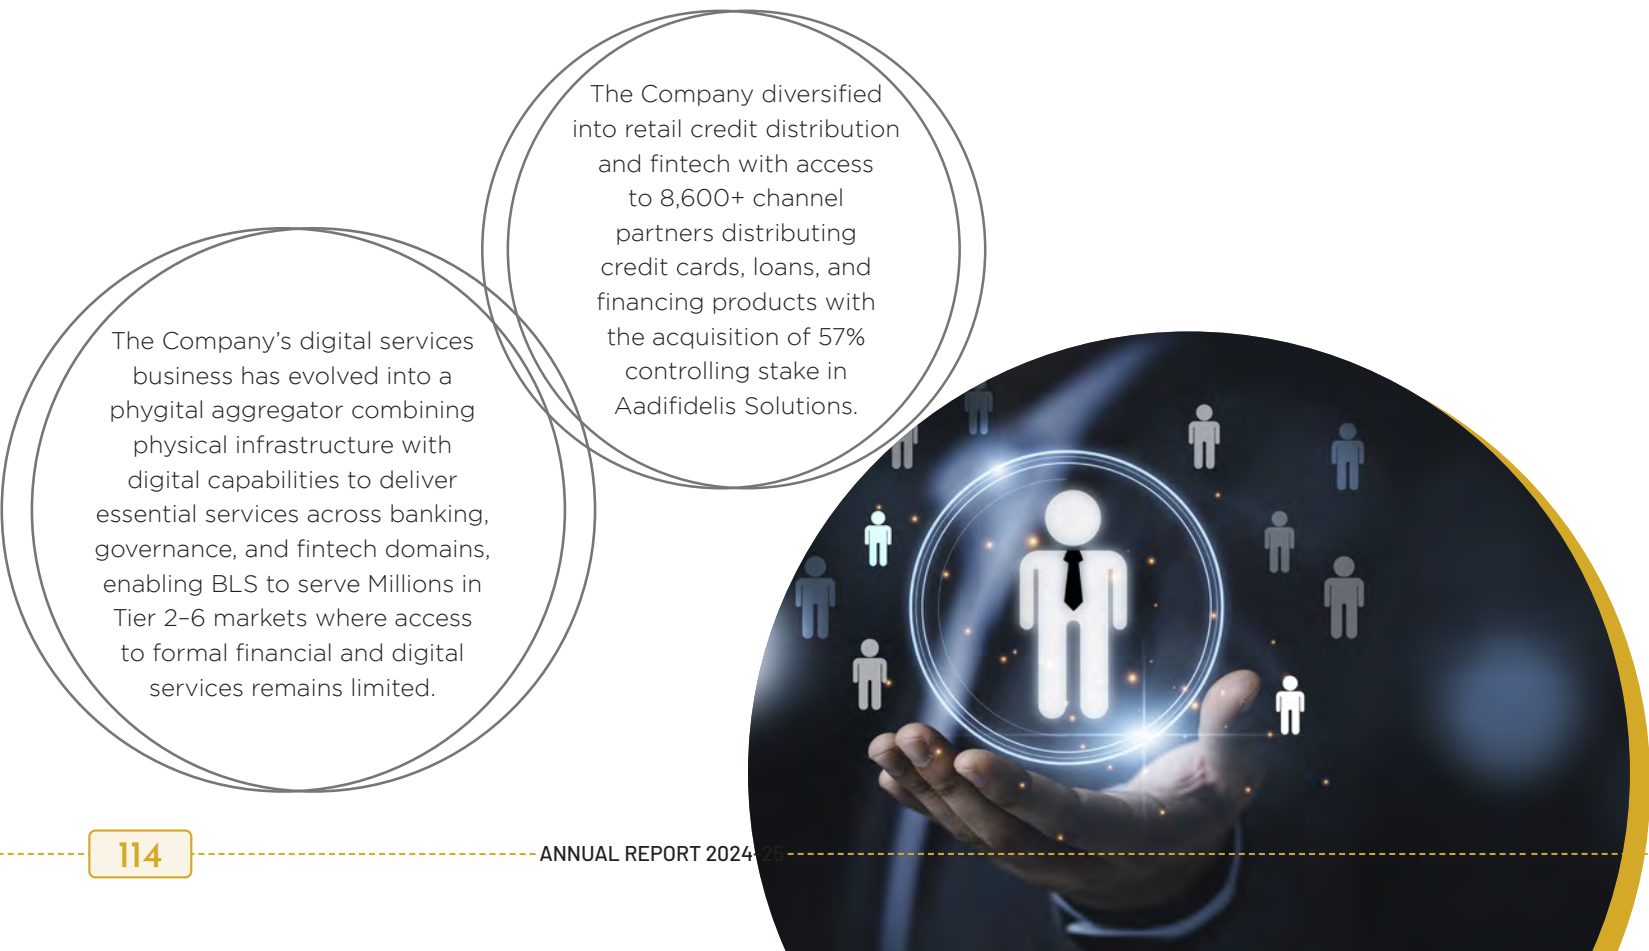 The Company diversified
into retail credit distribution
and fintech with access
to 8,600+ channel
partners distributing
credit cards, loans, and
financing products with
the acquisition of 57%
controlling stake in
Aadifidelis Solutions.
The Company's digital services
business has evolved into a
phygital aggregator combining
physical infrastructure with
digital capabilities to deliver
essential services across banking,
governance, and fintech domains,
enabling BLS to serve Millions in
Tier 2–6 markets where access
to formal financial and digital
services remains limited.
114
ANNUAL REPORT 2024-25